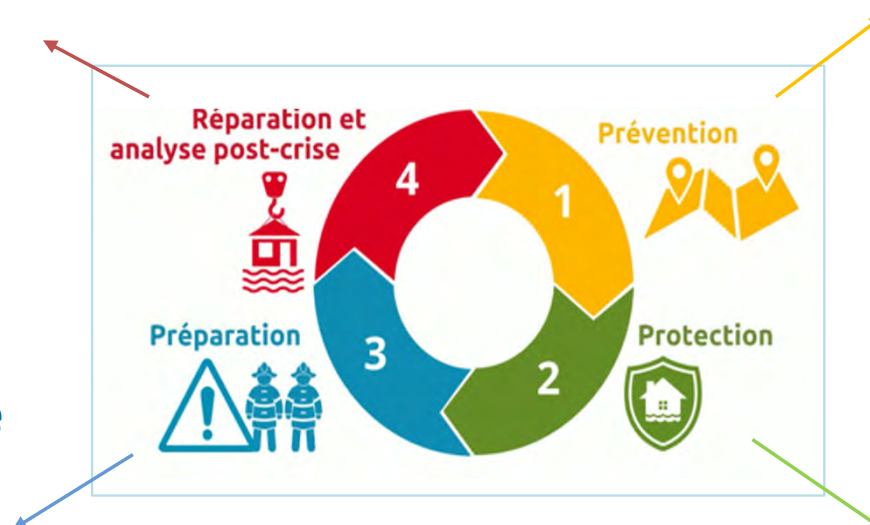 Réparation et
analyse post-crise
4
Prévention
1
Préparation
3
Protection
2